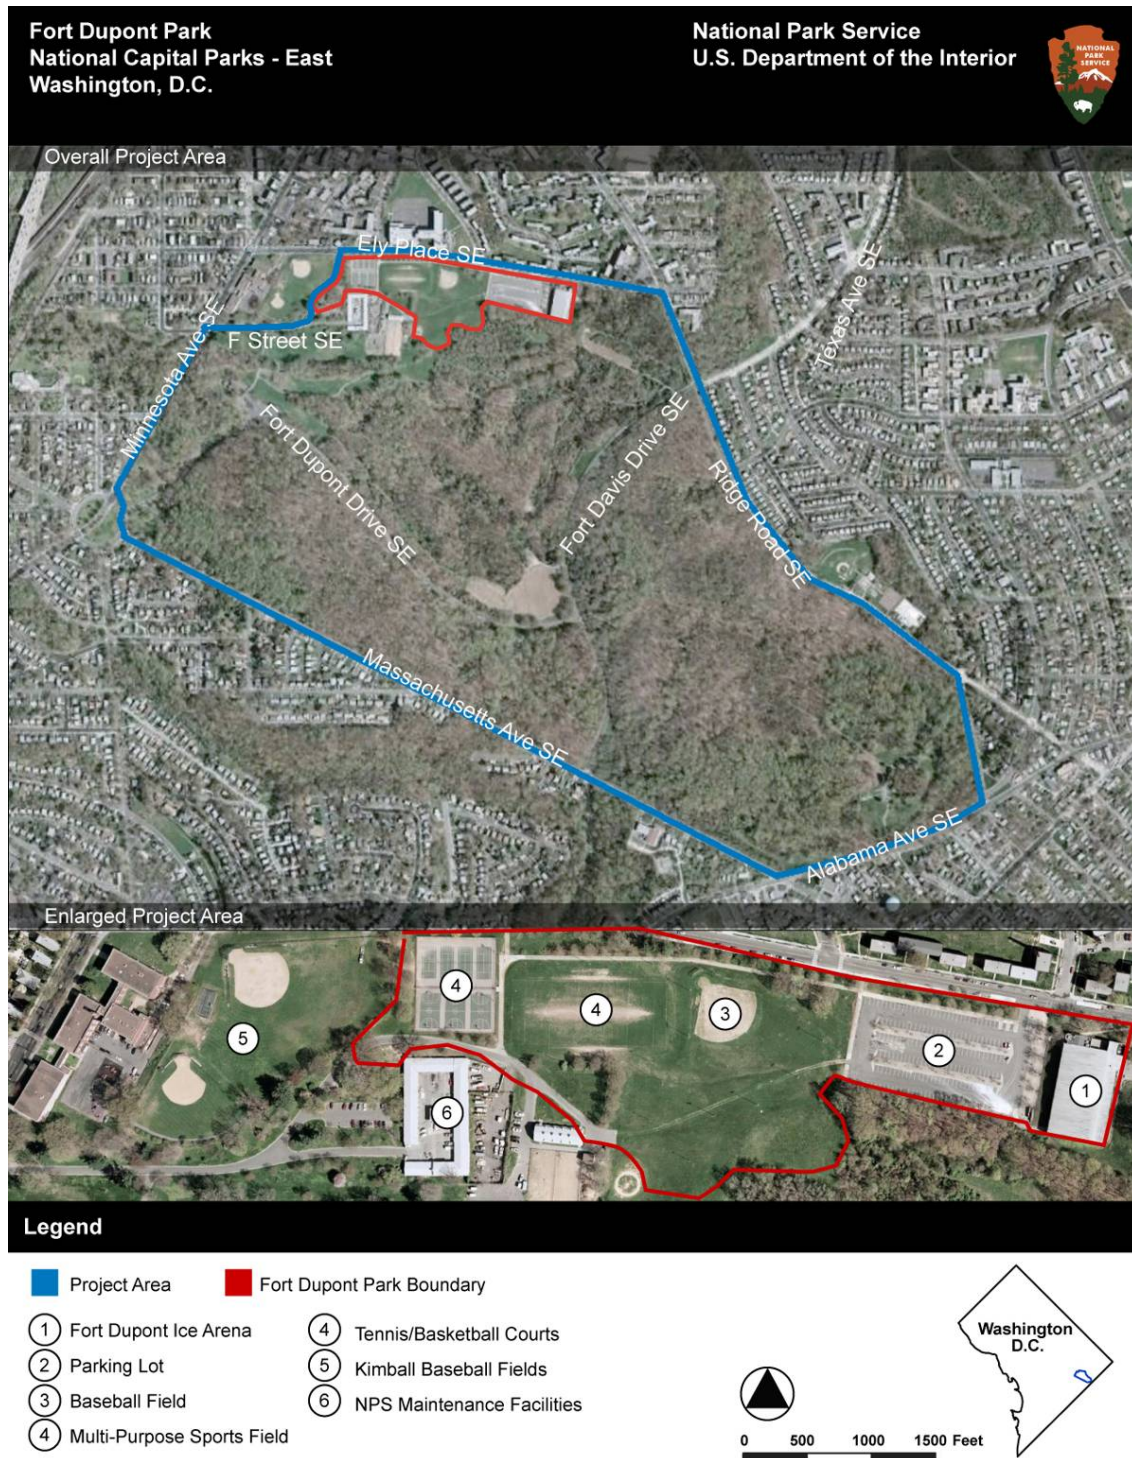 Fort Dupont Park
National Capital Parks - East
Washington, D.C.
National Park Service
U.S. Department of the Interior
NATIONAL
PARK
SERVICE
Overall Project Area
Ely Place SE
F Street SE
Minnesota Ave SE
Texas Ave SE
Fort Dupont Drive SE
Fort Davis Drive SE
Ridge Road SE
Massachusetts Ave SE
Alabama Ave SE
Enlarged Project Area
4
4
3
5
2
1
6
Legend
Project Area
Fort Dupont Park Boundary
1 Fort Dupont Ice Arena
2 Parking Lot
3 Baseball Field
4 Multi-Purpose Sports Field
4 Tennis/Basketball Courts
5 Kimball Baseball Fields
6 NPS Maintenance Facilities
Washington
D.C.
0 500 1000 1500 Feet